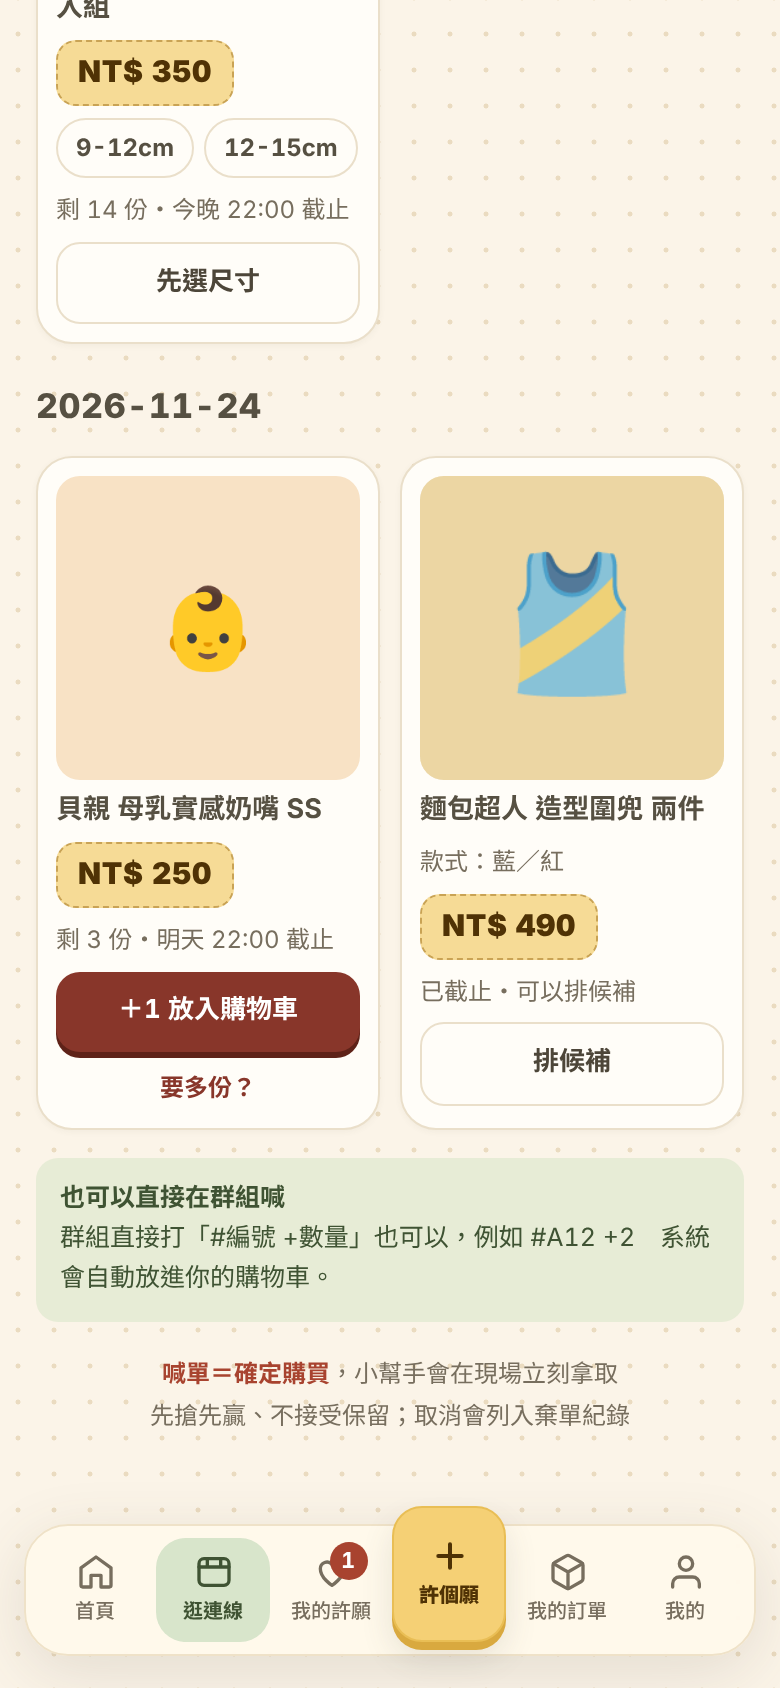 入組
NT$ 350
9-12cm
12-15cm
剩 14 份・今晚 22:00 截止
先選尺寸
2026-11-24
貝親 母乳實感奶嘴 SS
NT$ 250
剩 3 份・明天 22:00 截止
＋1 放入購物車
要多份？
麵包超人 造型圍兜 兩件
款式：藍／紅
NT$ 490
已截止・可以排候補
排候補
也可以直接在群組喊
群組直接打「#編號 +數量」也可以，例如 #A12 +2　系統
會自動放進你的購物車。
喊單＝確定購買，小幫手會在現場立刻拿取
先搶先贏、不接受保留；取消會列入棄單紀錄
首頁
逛連線
1
我的許願
許個願
我的訂單
我的